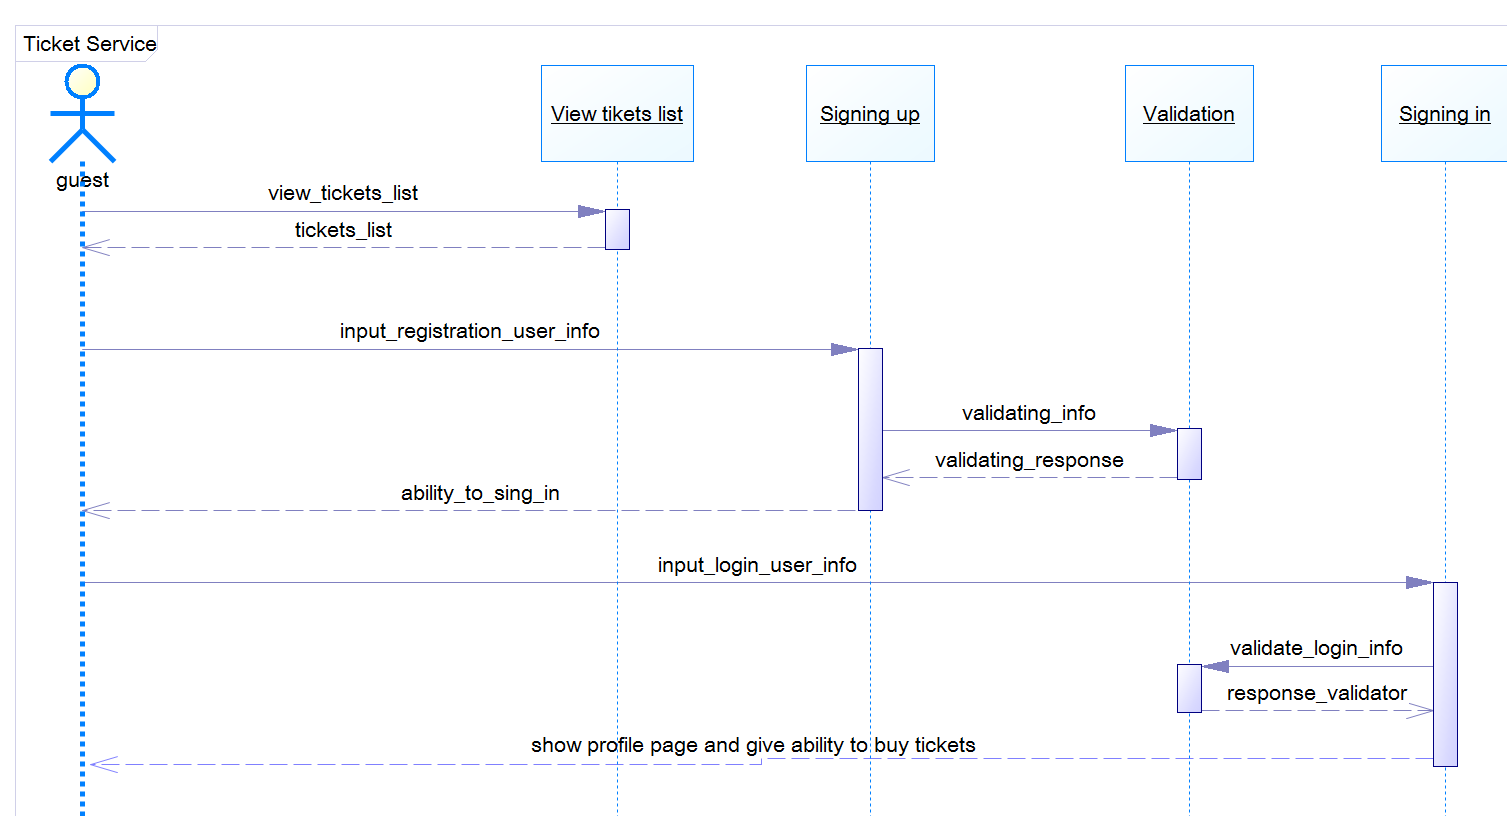 Ticket Service
View tikets list
Signing up
Validation
Signing in
guest
view_tickets_list
tickets_list
input_registration_user_info
validating_info
validating_response
ability_to_sing_in
input_login_user_info
validate_login_info
response_validator
show profile page and give ability to buy tickets